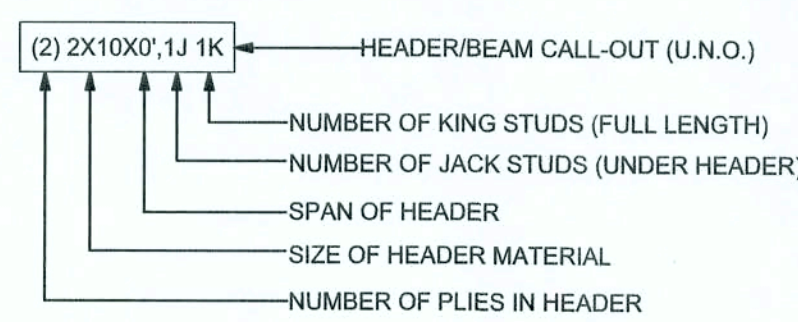 (2) 2X10X0',1J 1K
HEADER/BEAM CALL-OUT (U.N.O.)
NUMBER OF KING STUDS (FULL LENGTH)
NUMBER OF JACK STUDS (UNDER HEADER)
SPAN OF HEADER
SIZE OF HEADER MATERIAL
NUMBER OF PLIES IN HEADER